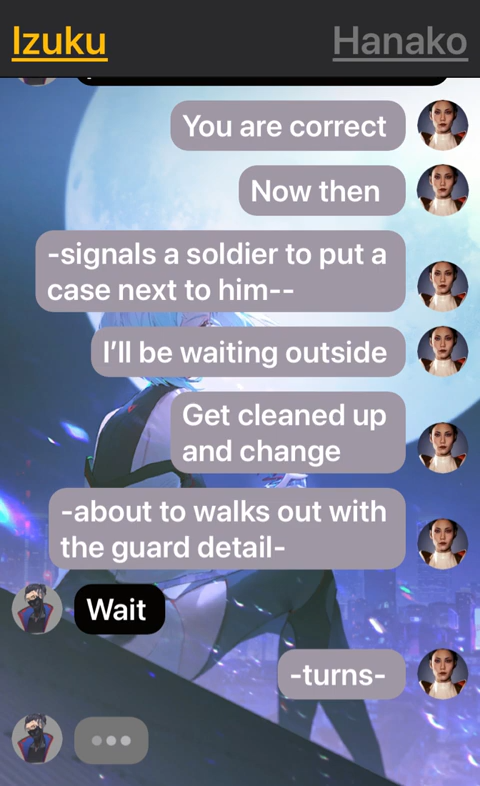 Izuku
Hanako
You are correct
Now then
-signals a soldier to put a
case next to him--
I’ll be waiting outside
Get cleaned up
and change
-about to walks out with
the guard detail-
Wait
-turns-